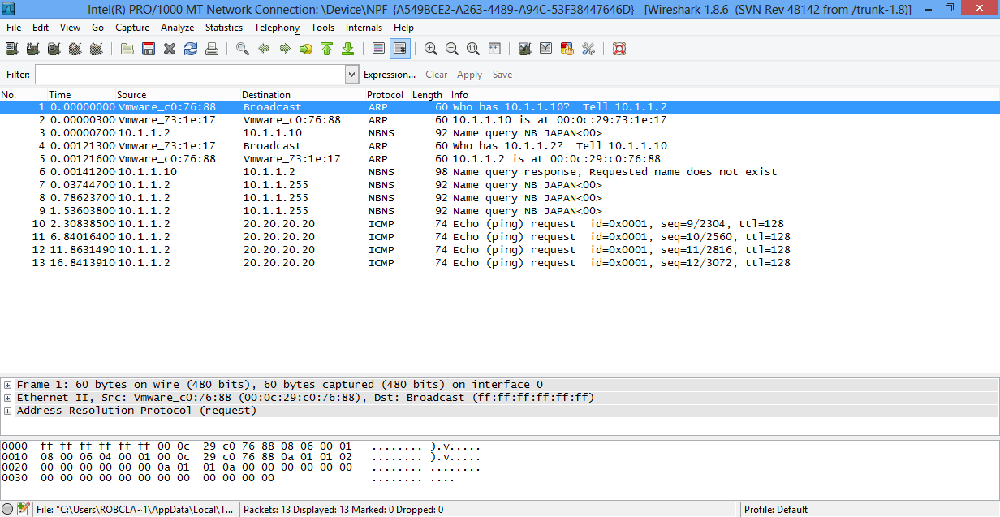 Intel(R) PRO/1000 MT Network Connection: \Device\NPF_{A549BCE2-A263-4489-A94C-53F38447646D} [Wireshark 1.8.6 (SVN Rev 48142 from /trunk-1.8)]
File Edit View Go Capture Analyze Statistics Telephony Tools Internals Help
Filter: Expression... Clear Apply Save
No. Time Source Destination Protocol Length Info
1 0.00000000 Vmware_c0:76:88 Broadcast ARP 60 Who has 10.1.1.10? Tell 10.1.1.2
2 0.00000300 Vmware_73:1e:17 Vmware_c0:76:88 ARP 60 10.1.1.10 is at 00:0c:29:73:1e:17
3 0.00000700 10.1.1.2 10.1.1.10 NBNS 92 Name query NB JAPAN<00>
4 0.00121300 Vmware_73:1e:17 Broadcast ARP 60 Who has 10.1.1.2? Tell 10.1.1.10
5 0.00121600 Vmware_c0:76:88 Vmware_73:1e:17 ARP 60 10.1.1.2 is at 00:0c:29:c0:76:88
6 0.00141200 10.1.1.10 10.1.1.2 NBNS 98 Name query response, Requested name does not exist
7 0.03744700 10.1.1.2 10.1.1.255 NBNS 92 Name query NB JAPAN<00>
8 0.78623700 10.1.1.2 10.1.1.255 NBNS 92 Name query NB JAPAN<00>
9 1.53603800 10.1.1.2 10.1.1.255 NBNS 92 Name query NB JAPAN<00>
10 2.30838500 10.1.1.2 20.20.20.20 ICMP 74 Echo (ping) request id=0x0001, seq=9/2304, ttl=128
11 6.84016400 10.1.1.2 20.20.20.20 ICMP 74 Echo (ping) request id=0x0001, seq=10/2560, ttl=128
12 11.8631490 10.1.1.2 20.20.20.20 ICMP 74 Echo (ping) request id=0x0001, seq=11/2816, ttl=128
13 16.8413910 10.1.1.2 20.20.20.20 ICMP 74 Echo (ping) request id=0x0001, seq=12/3072, ttl=128
Frame 1: 60 bytes on wire (480 bits), 60 bytes captured (480 bits) on interface 0
Ethernet II, Src: Vmware_c0:76:88 (00:0c:29:c0:76:88), Dst: Broadcast (ff:ff:ff:ff:ff:ff)
Address Resolution Protocol (request)
0000 ff ff ff ff ff ff 00 0c 29 c0 76 88 08 06 00 01 ........ ).v.....
0010 08 00 06 04 00 01 00 0c 29 c0 76 88 0a 01 01 02 ........ ).v.....
0020 00 00 00 00 00 00 0a 01 01 0a 00 00 00 00 00 00 ........ ........
0030 00 00 00 00 00 00 00 00 00 00 00 00 ........ ....
File: "C:\Users\ROBCLA~1\AppData\Local\T... Packets: 13 Displayed: 13 Marked: 0 Dropped: 0 Profile: Default